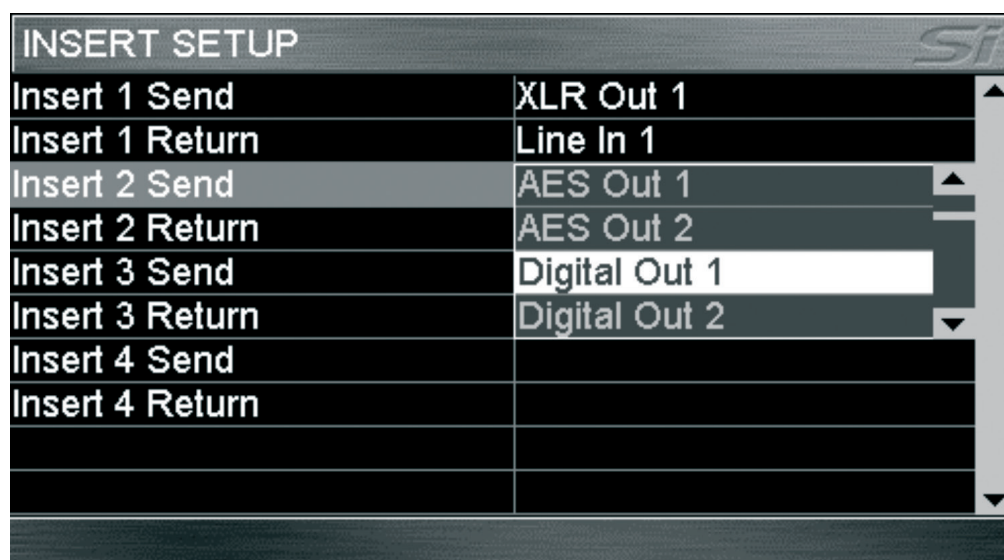 INSERT SETUP Si
Insert 1 Send XLR Out 1
Insert 1 Return Line In 1
Insert 2 Send AES Out 1
Insert 2 Return AES Out 2
Insert 3 Send Digital Out 1
Insert 3 Return Digital Out 2
Insert 4 Send
Insert 4 Return